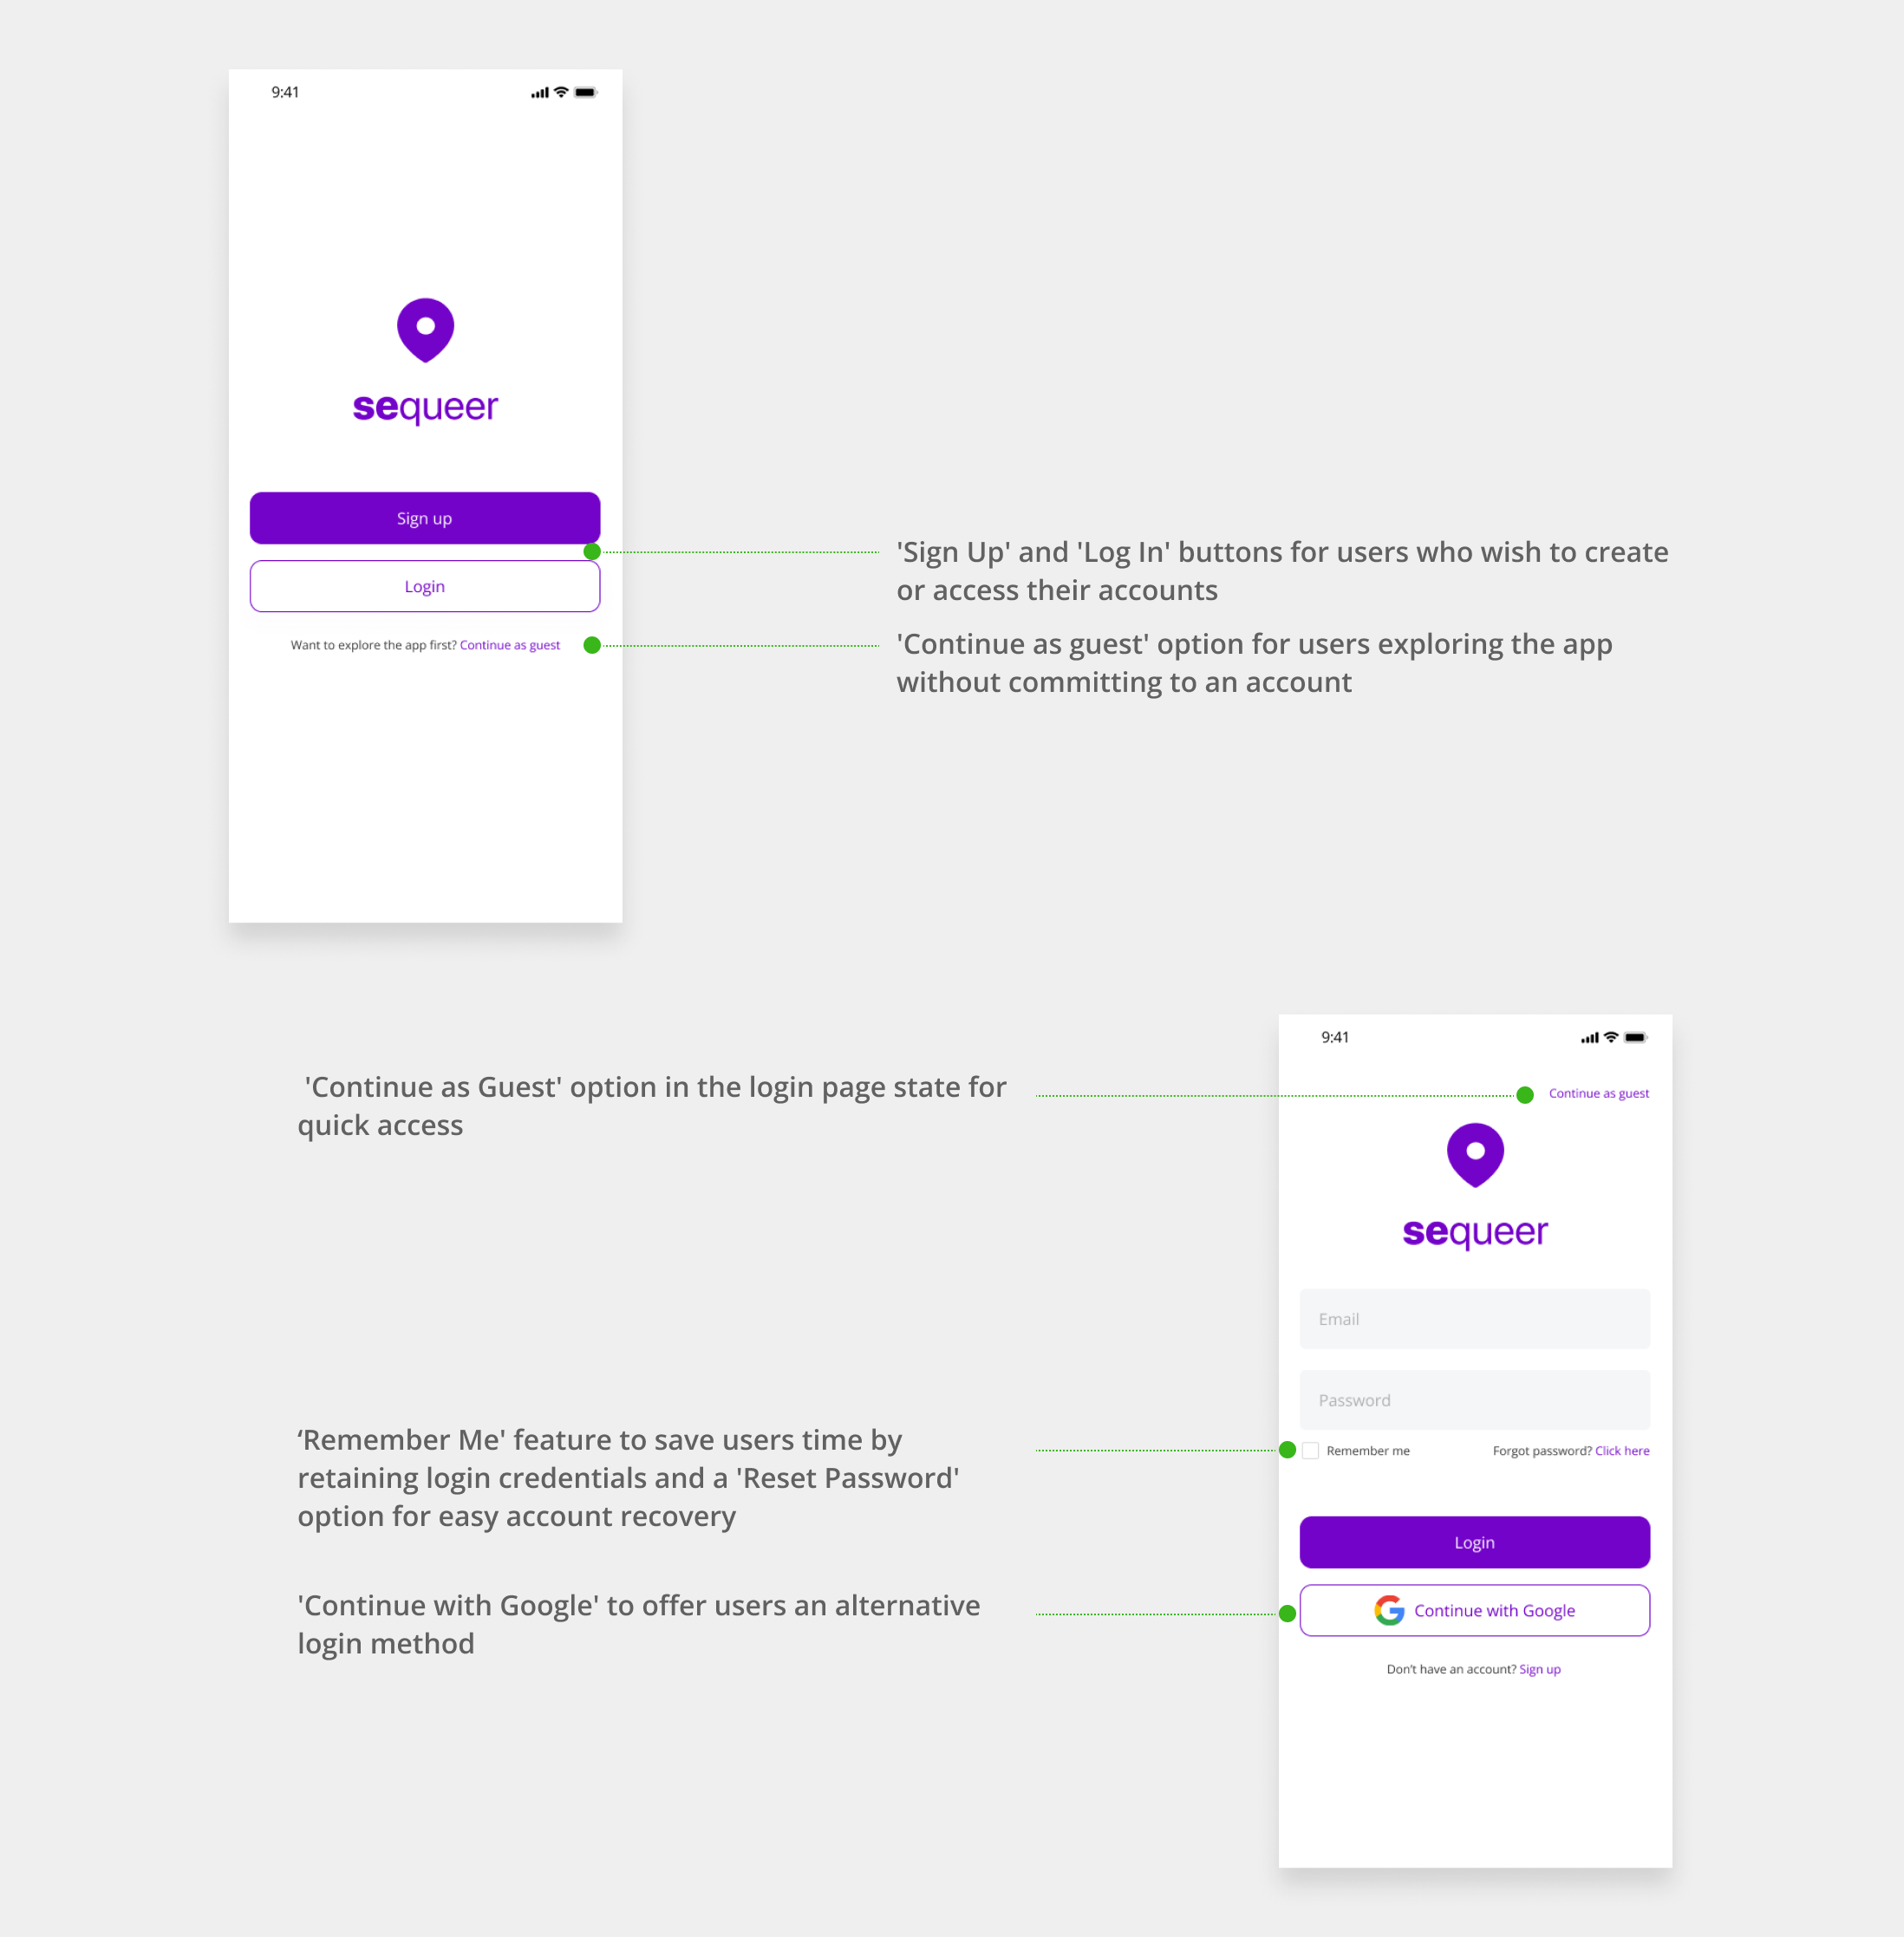 9:41
sequeer
Sign up
Login
Want to explore the app first? Continue as guest
'Sign Up' and 'Log In' buttons for users who wish to create
or access their accounts
'Continue as guest' option for users exploring the app
without committing to an account
'Continue as Guest' option in the login page state for
quick access
‘Remember Me' feature to save users time by
retaining login credentials and a 'Reset Password'
option for easy account recovery
'Continue with Google' to offer users an alternative
login method
9:41
Continue as guest
sequeer
Email
Password
Remember me
Forgot password? Click here
Login
Continue with Google
Don’t have an account? Sign up